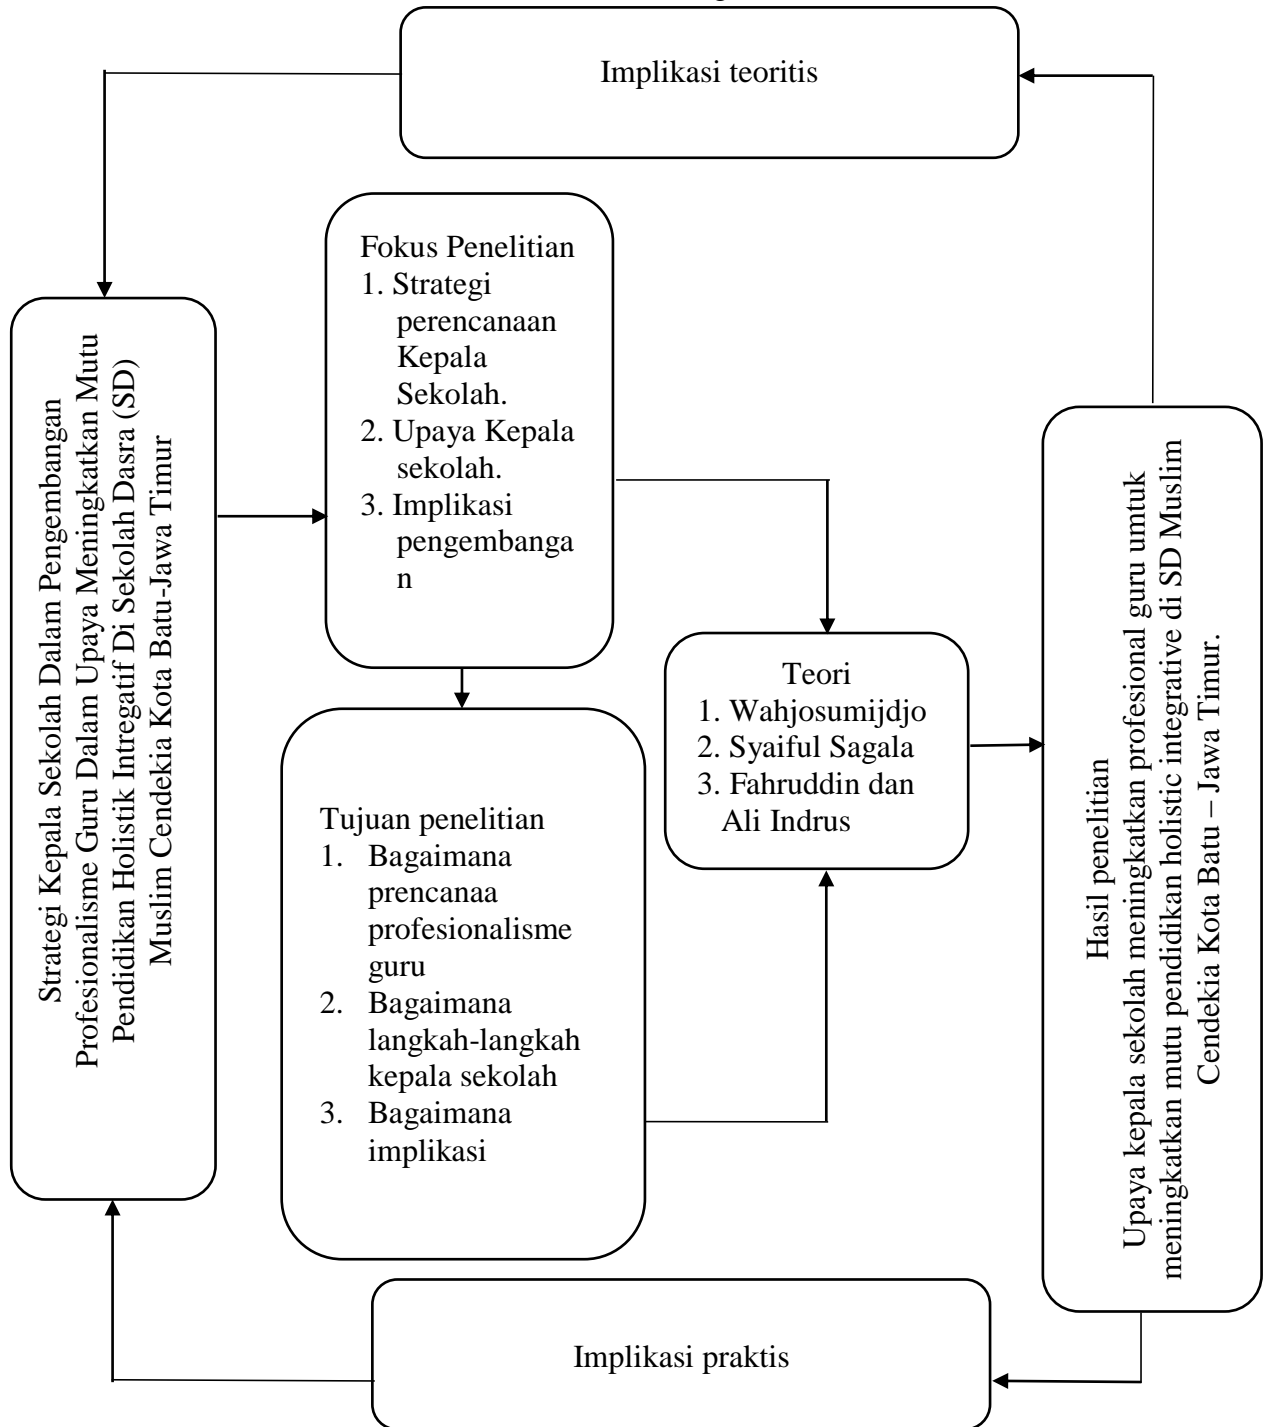 Implikasi teoritis
Strategi Kepala Sekolah Dalam Pengembangan
Profesionalisme Guru Dalam Upaya Meningkatkan Mutu
Pendidikan Holistik Intregatif Di Sekolah Dasra (SD)
Muslim Cendekia Kota Batu-Jawa Timur
Fokus Penelitian
1. Strategi
perencanaan
Kepala
Sekolah.
2. Upaya Kepala
sekolah.
3. Implikasi
pengembanga
n
Tujuan penelitian
1. Bagaimana
prencanaa
profesionalisme
guru
2. Bagaimana
langkah-langkah
kepala sekolah
3. Bagaimana
implikasi
Teori
1. Wahjosumijdjo
2. Syaiful Sagala
3. Fahruddin dan
Ali Indrus
Hasil penelitian
Upaya kepala sekolah meningkatkan profesional guru umtuk
meningkatkan mutu pendidikan holistic integrative di SD Muslim
Cendekia Kota Batu – Jawa Timur.
Implikasi praktis